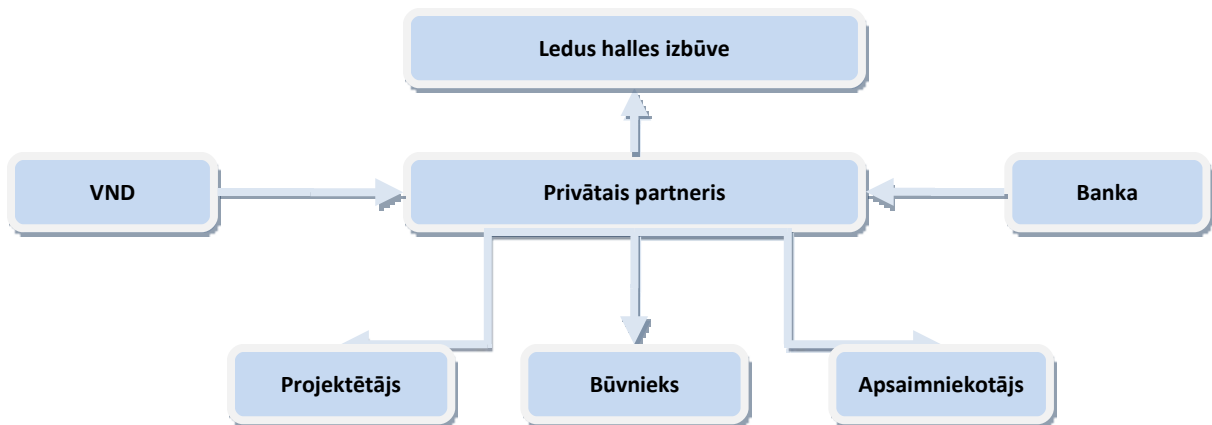 Ledus halles izbūve
VND
Privātais partneris
Banka
Projektētājs
Būvnieks
Apsaimniekotājs